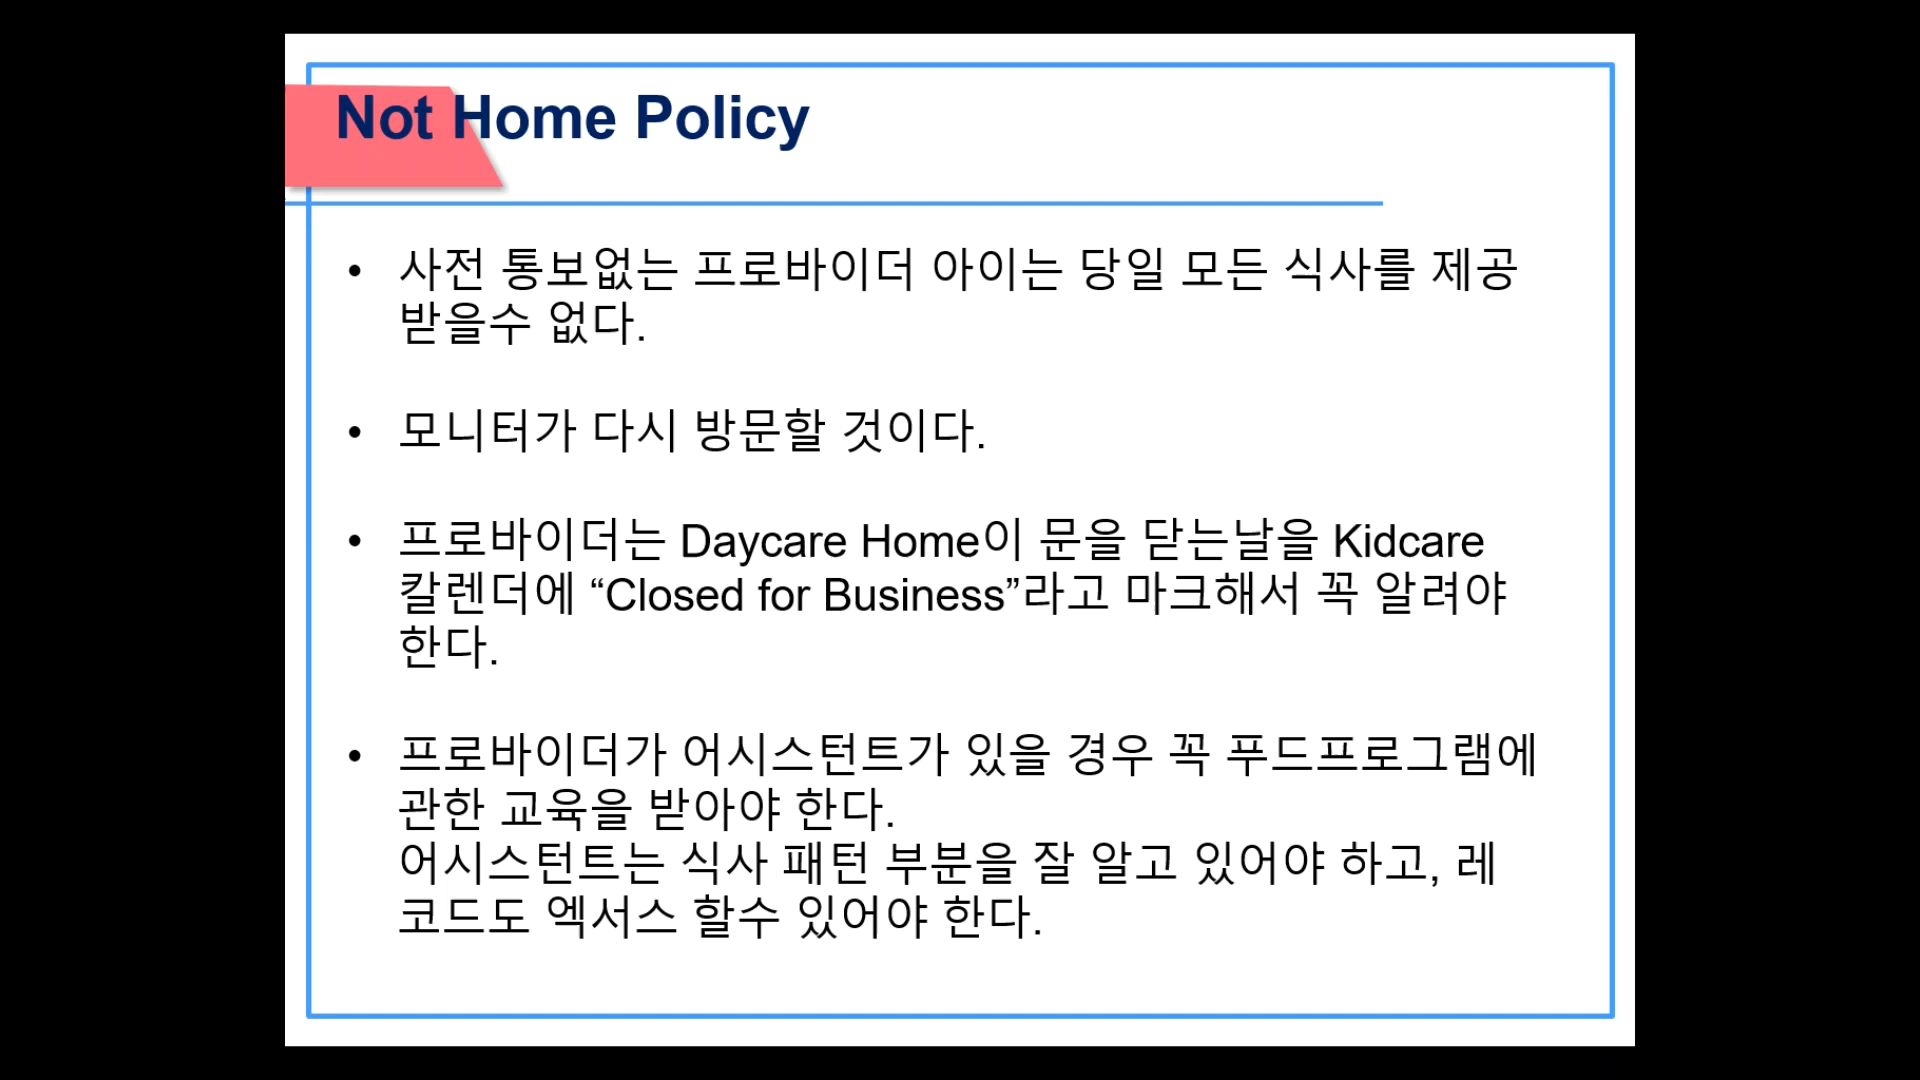 Not Home Policy
• 사전 통보없는 프로바이더 아이는 당일 모든 식사를 제공
받을수 없다.
• 모니터가 다시 방문할 것이다.
• 프로바이더는 Daycare Home이 문을 닫는날을 Kidcare
칼렌더에 “Closed for Business”라고 마크해서 꼭 알려야
한다.
• 프로바이더가 어시스턴트가 있을 경우 꼭 푸드프로그램에
관한 교육을 받아야 한다.
어시스턴트는 식사 패턴 부분을 잘 알고 있어야 하고, 레
코드도 엑서스 할수 있어야 한다.